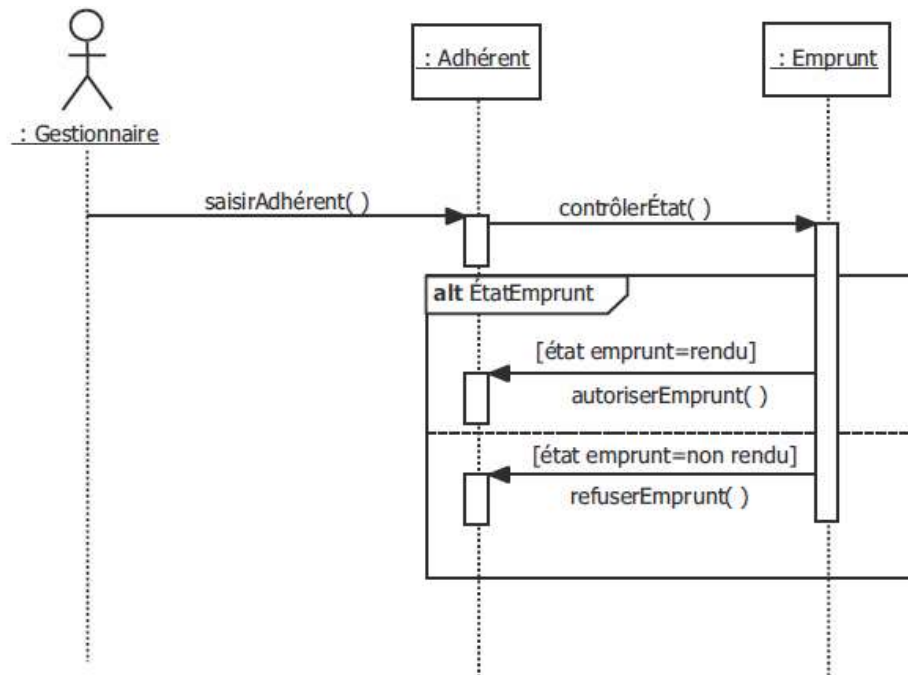 : Adhérent
: Emprunt
: Gestionnaire
saisirAdhérent( )
contrôlerÉtat( )
alt ÉtatEmprunt
[état emprunt=rendu]
autoriserEmprunt( )
[état emprunt=non rendu]
refuserEmprunt( )